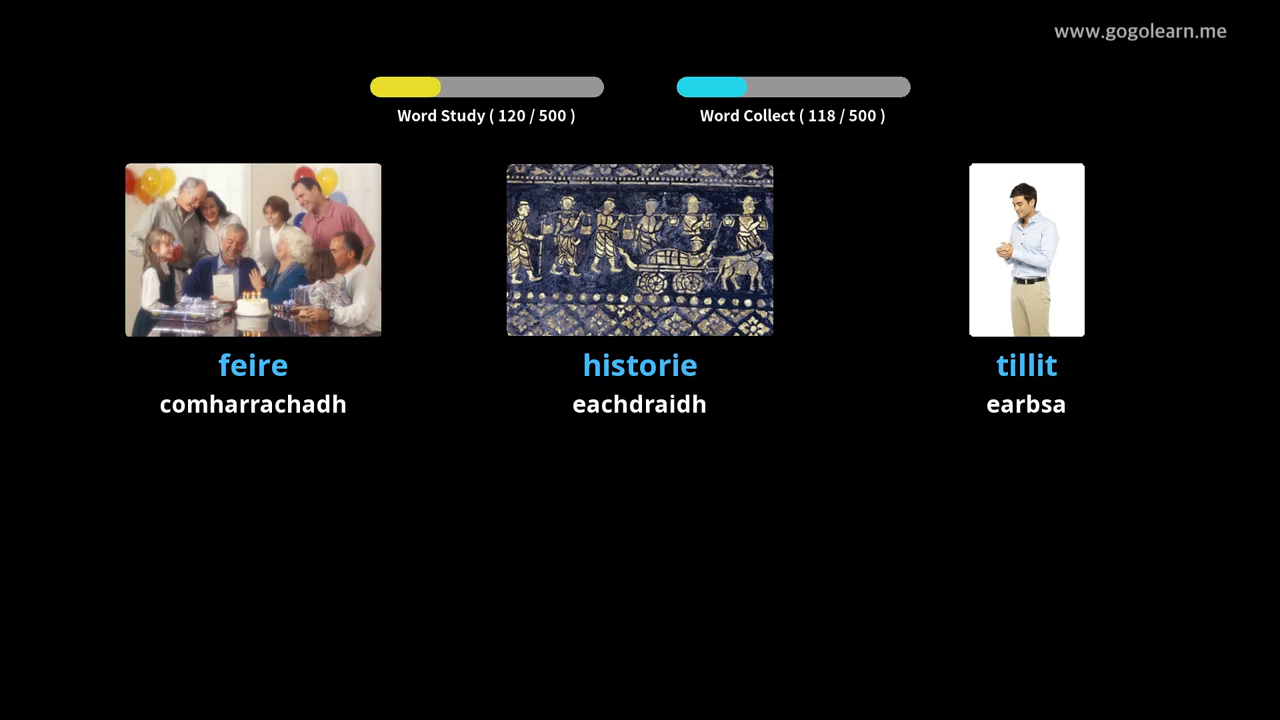 www.gogolearn.me
Word Study ( 120 / 500 )
Word Collect ( 118 / 500 )
feire
historie
tillit
comharrachadh
eachdraidh
earbsa